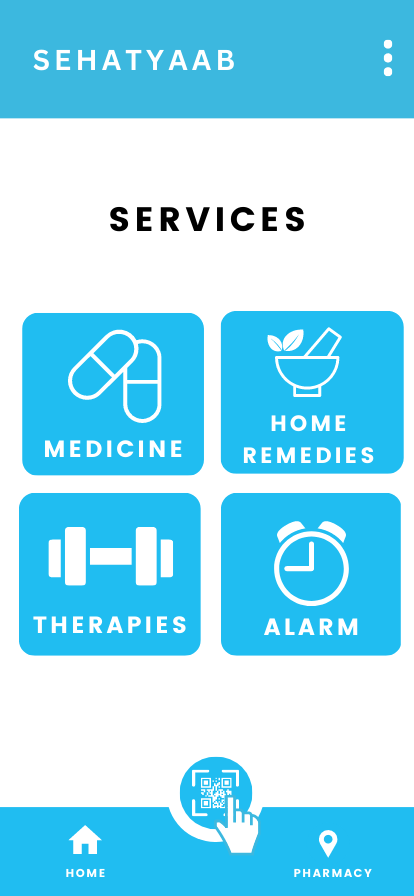 SEHATYAAB
SERVICES
MEDICINE
HOME
REMEDIES
THERAPIES
ALARM
HOME
PHARMACY